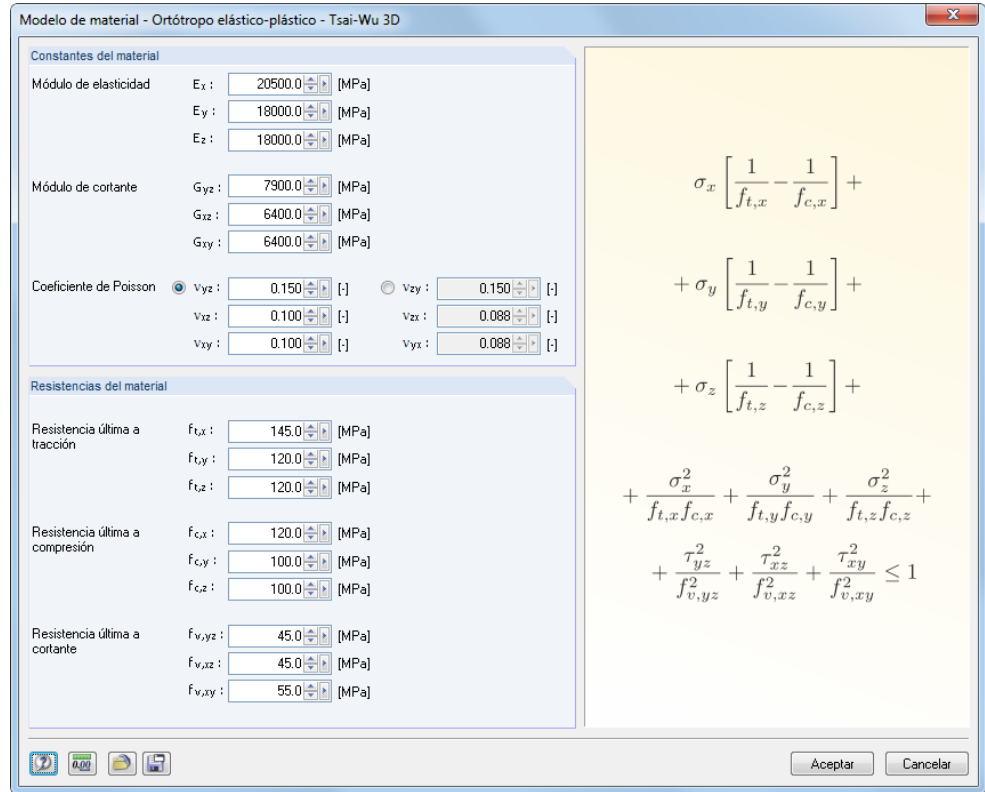 Modelo de material - Ortótropo elástico-plástico - Tsai-Wu 3D
Constantes del material
Módulo de elasticidad Ex : 20500.0 [MPa]
Ey : 18000.0 [MPa]
Ez : 18000.0 [MPa]
Módulo de cortante Gyz : 7900.0 [MPa]
Gxz : 6400.0 [MPa]
Gxy : 6400.0 [MPa]
Coeficiente de Poisson νyz : 0.150 [-] νzy : 0.150 [-]
νxz : 0.100 [-] νzx : 0.088 [-]
νxy : 0.100 [-] νyx : 0.088 [-]
Resistencias del material
Resistencia última a
tracción
ft,x : 145.0 [MPa]
ft,y : 120.0 [MPa]
ft,z : 120.0 [MPa]
Resistencia última a
compresión
fc,x : 120.0 [MPa]
fc,y : 100.0 [MPa]
fc,z : 100.0 [MPa]
Resistencia última a
cortante
fv,yz : 45.0 [MPa]
fv,xz : 45.0 [MPa]
fv,xy : 55.0 [MPa]
σx [1/ft,x − 1/fc,x] +
+ σy [1/ft,y − 1/fc,y] +
+ σz [1/ft,z − 1/fc,z] +
+ σx²/(ft,x fc,x) + σy²/(ft,y fc,y) + σz²/(ft,z fc,z) +
+ τyz²/fv,yz² + τxz²/fv,xz² + τxy²/fv,xy² ≤ 1
0.00
Aceptar
Cancelar